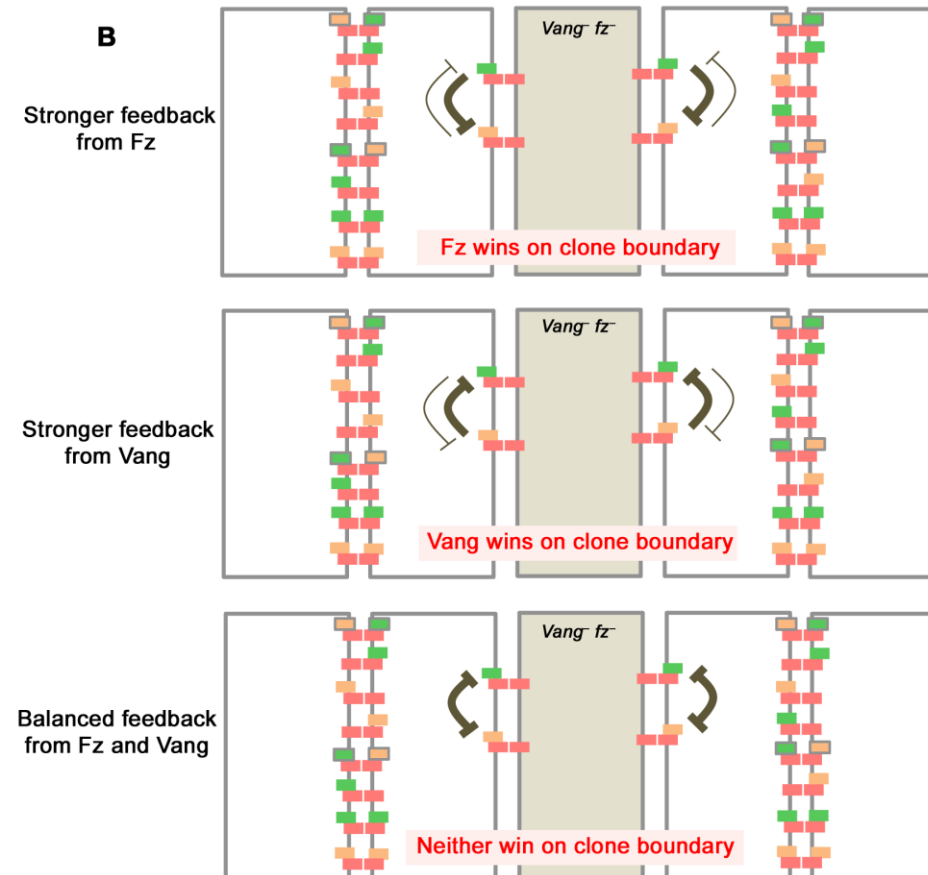 B
Vang⁻ fz⁻
Stronger feedback
from Fz
Fz wins on clone boundary
Vang⁻ fz⁻
Stronger feedback
from Vang
Vang wins on clone boundary
Vang⁻ fz⁻
Balanced feedback
from Fz and Vang
Neither win on clone boundary